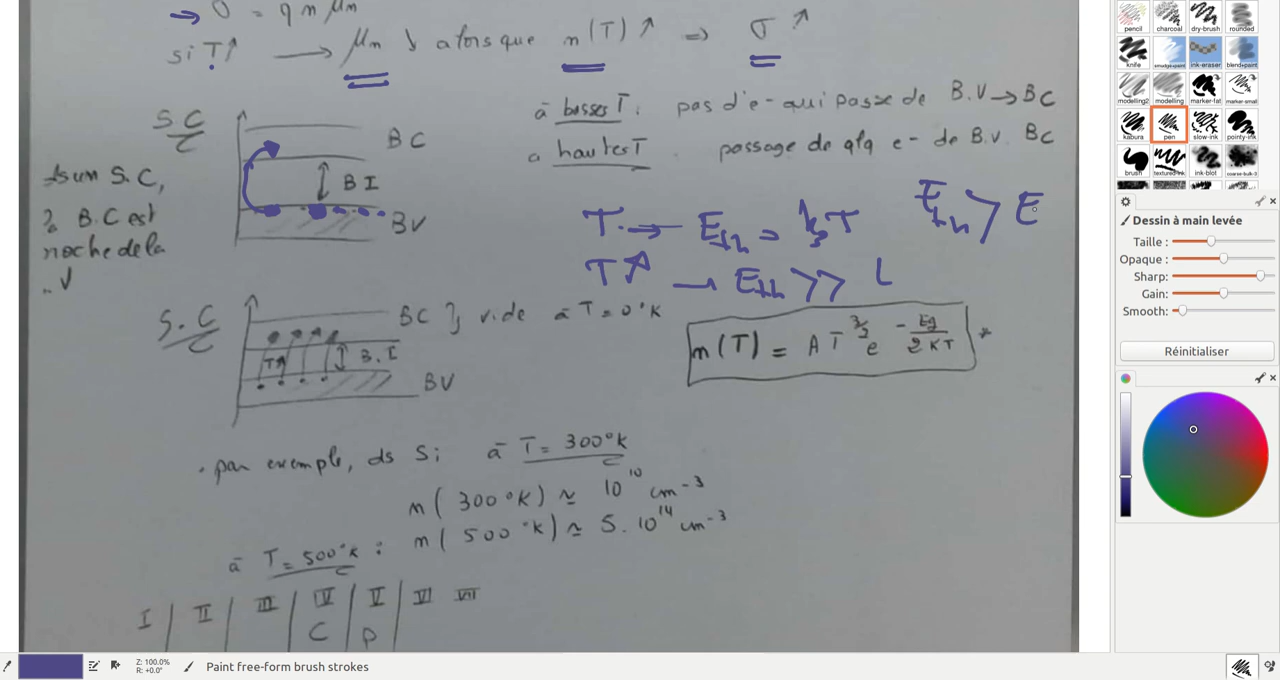 → σ = q n μn
si T↑ → μn ↓ alors que n(T) ↑ ⇒ σ ↑
à basses T : pas d'e- qui passe de B.V → BC
à hautes T . passage de qlq e- de B.V. BC
S C
BC
BI
BV
ds un S.C,
B.C est
proche de la
V
T. → Eth = kBT
Eth > E
T↑ → Eth >>
S.C
BC } vide à T = 0°K
T↑
B.I
BV
n(T) = A T^3/2 e^-Eg/2KT *
. par exemple, ds Si à T = 300°K
n(300°K) ≃ 10^10 cm^-3
à T = 500°K : n(500°K) ≃ 5.10^14 cm^-3
I | II | III | IV | V | VI VII
C | P
pencil charcoal dry-brush rounded
knife smudge+paint ink-eraser blend+paint
modelling2 modelling marker-fat marker-small
kabura pen slow-ink pointy-ink
brush textured-ink ink-blot coarse-bulk-3
Dessin à main levée
Taille :
Opaque :
Sharp:
Gain:
Smooth:
Réinitialiser
Z: 100.0%
R: +0.0°
Paint free-form brush strokes